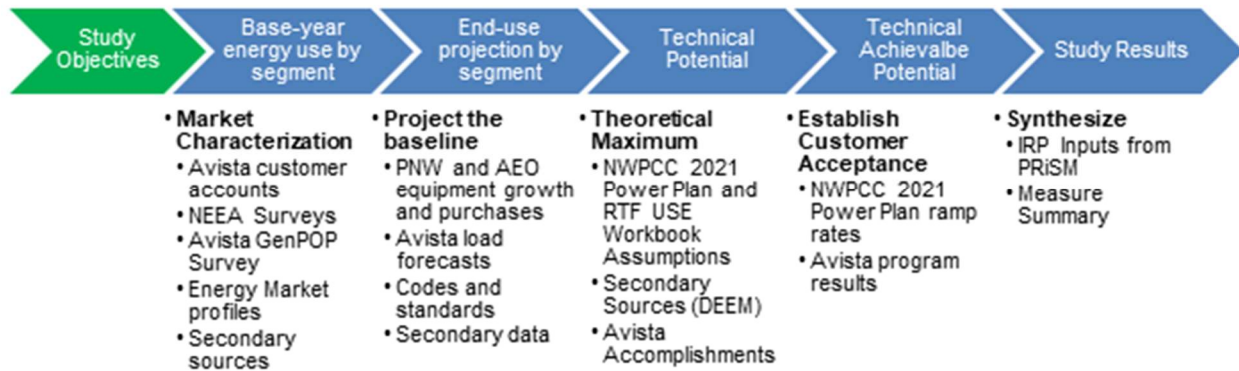 Study
Objectives
Base-year
energy use by
segment
End-use
projection by
segment
Technical
Potential
Technical
Achievalbe
Potential
Study Results
• Market
Characterization
• Avista customer
accounts
• NEEA Surveys
• Avista GenPOP
Survey
• Energy Market
profiles
• Secondary
sources
• Project the
baseline
• PNW and AEO
equipment growth
and purchases
• Avista load
forecasts
• Codes and
standards
• Secondary data
• Theoretical
Maximum
• NWPCC 2021
Power Plan and
RTF USE
Workbook
Assumptions
• Secondary
Sources (DEEM)
• Avista
Accomplishments
• Establish
Customer
Acceptance
• NWPCC 2021
Power Plan ramp
rates
• Avista program
results
• Synthesize
• IRP Inputs from
PRiSM
• Measure
Summary